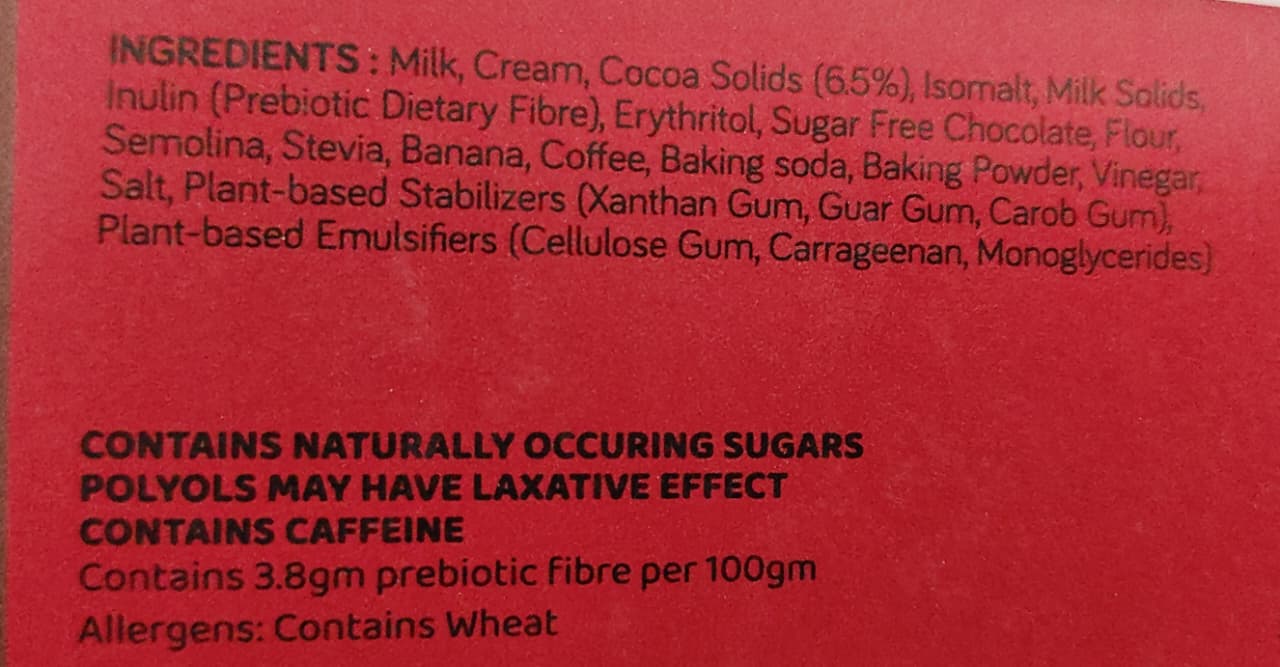 INGREDIENTS : Milk, Cream, Cocoa Solids (6.5%), Isomalt, Milk Solids,
Inulin (Prebiotic Dietary Fibre), Erythritol, Sugar Free Chocolate, Flour,
Semolina, Stevia, Banana, Coffee, Baking soda, Baking Powder, Vinegar,
Salt, Plant-based Stabilizers (Xanthan Gum, Guar Gum, Carob Gum),
Plant-based Emulsifiers (Cellulose Gum, Carrageenan, Monoglycerides)
CONTAINS NATURALLY OCCURING SUGARS
POLYOLS MAY HAVE LAXATIVE EFFECT
CONTAINS CAFFEINE
Contains 3.8gm prebiotic fibre per 100gm
Allergens: Contains Wheat